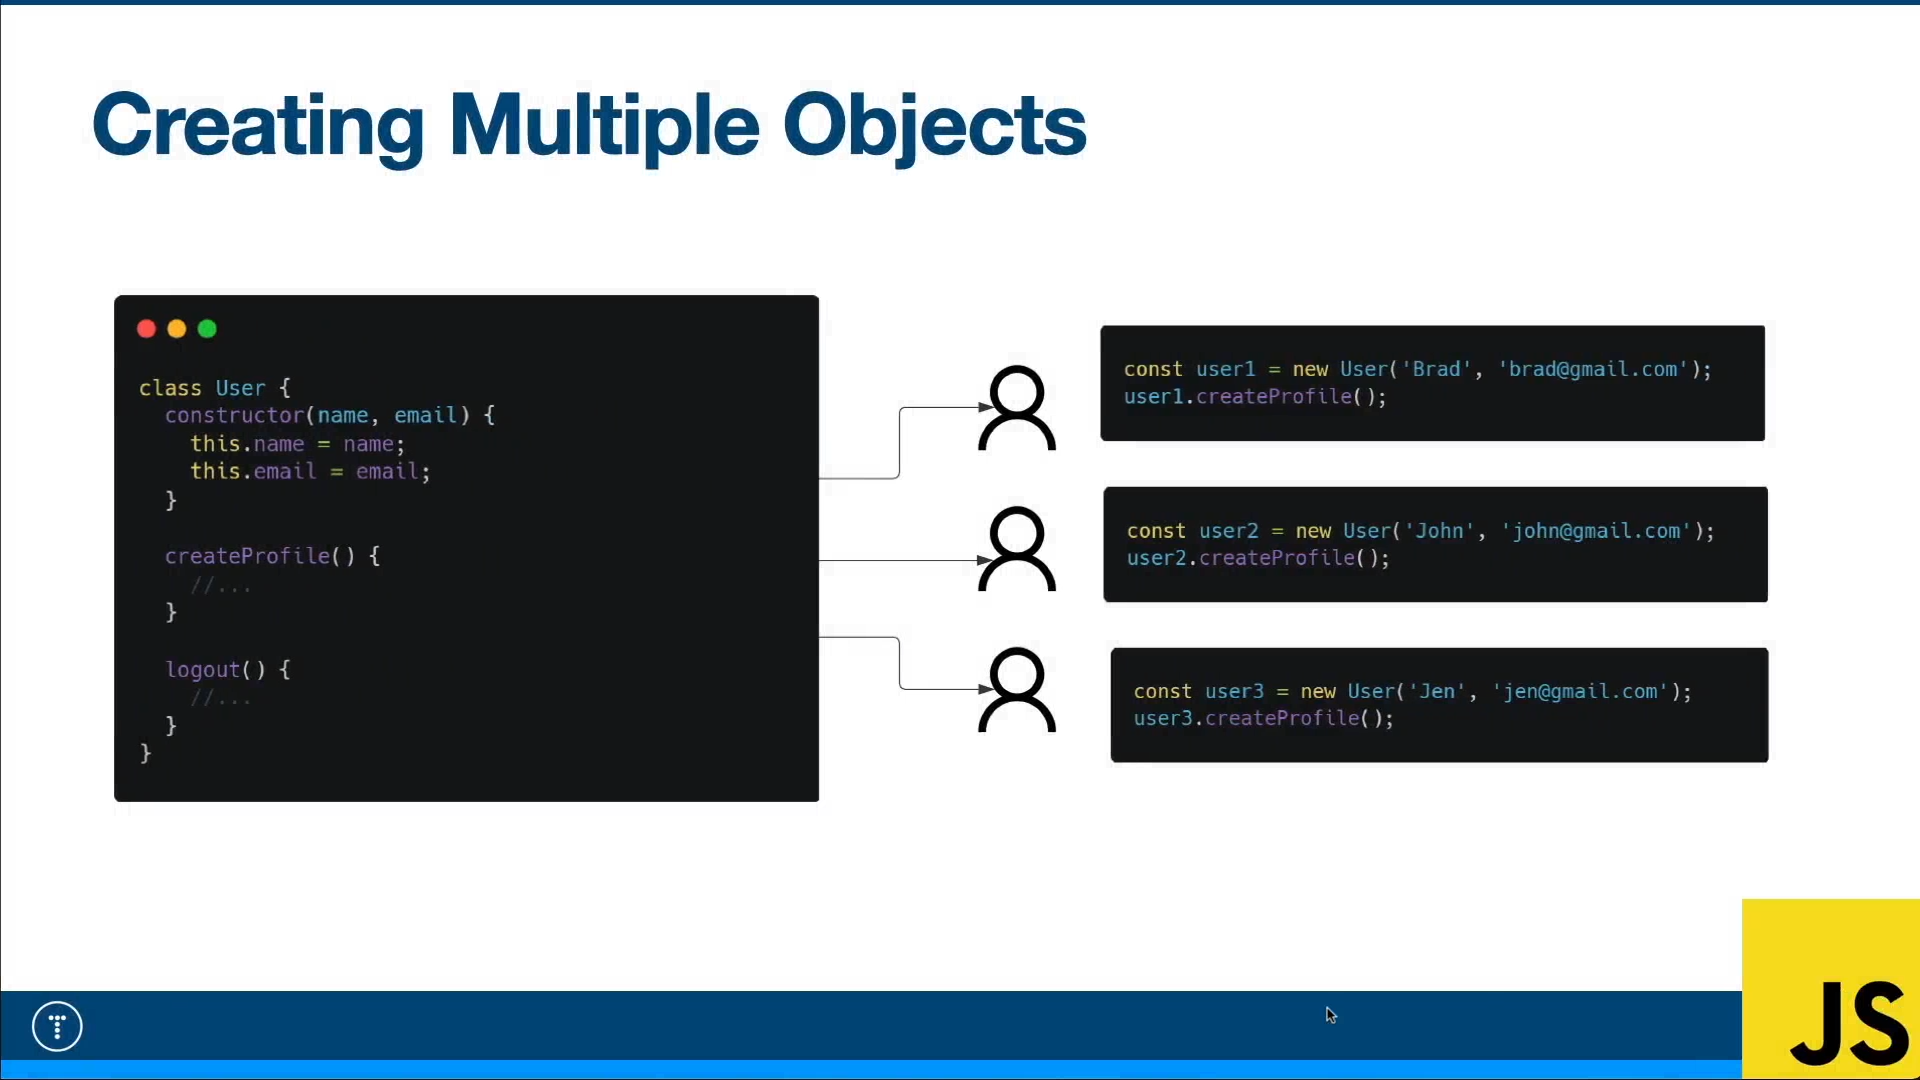 Creating Multiple Objects
class User {
constructor(name, email) {
this.name = name;
this.email = email;
}
createProfile() {
//...
}
logout() {
//...
}
}
const user1 = new User('Brad', 'brad@gmail.com');
user1.createProfile();
const user2 = new User('John', 'john@gmail.com');
user2.createProfile();
const user3 = new User('Jen', 'jen@gmail.com');
user3.createProfile();
T
JS